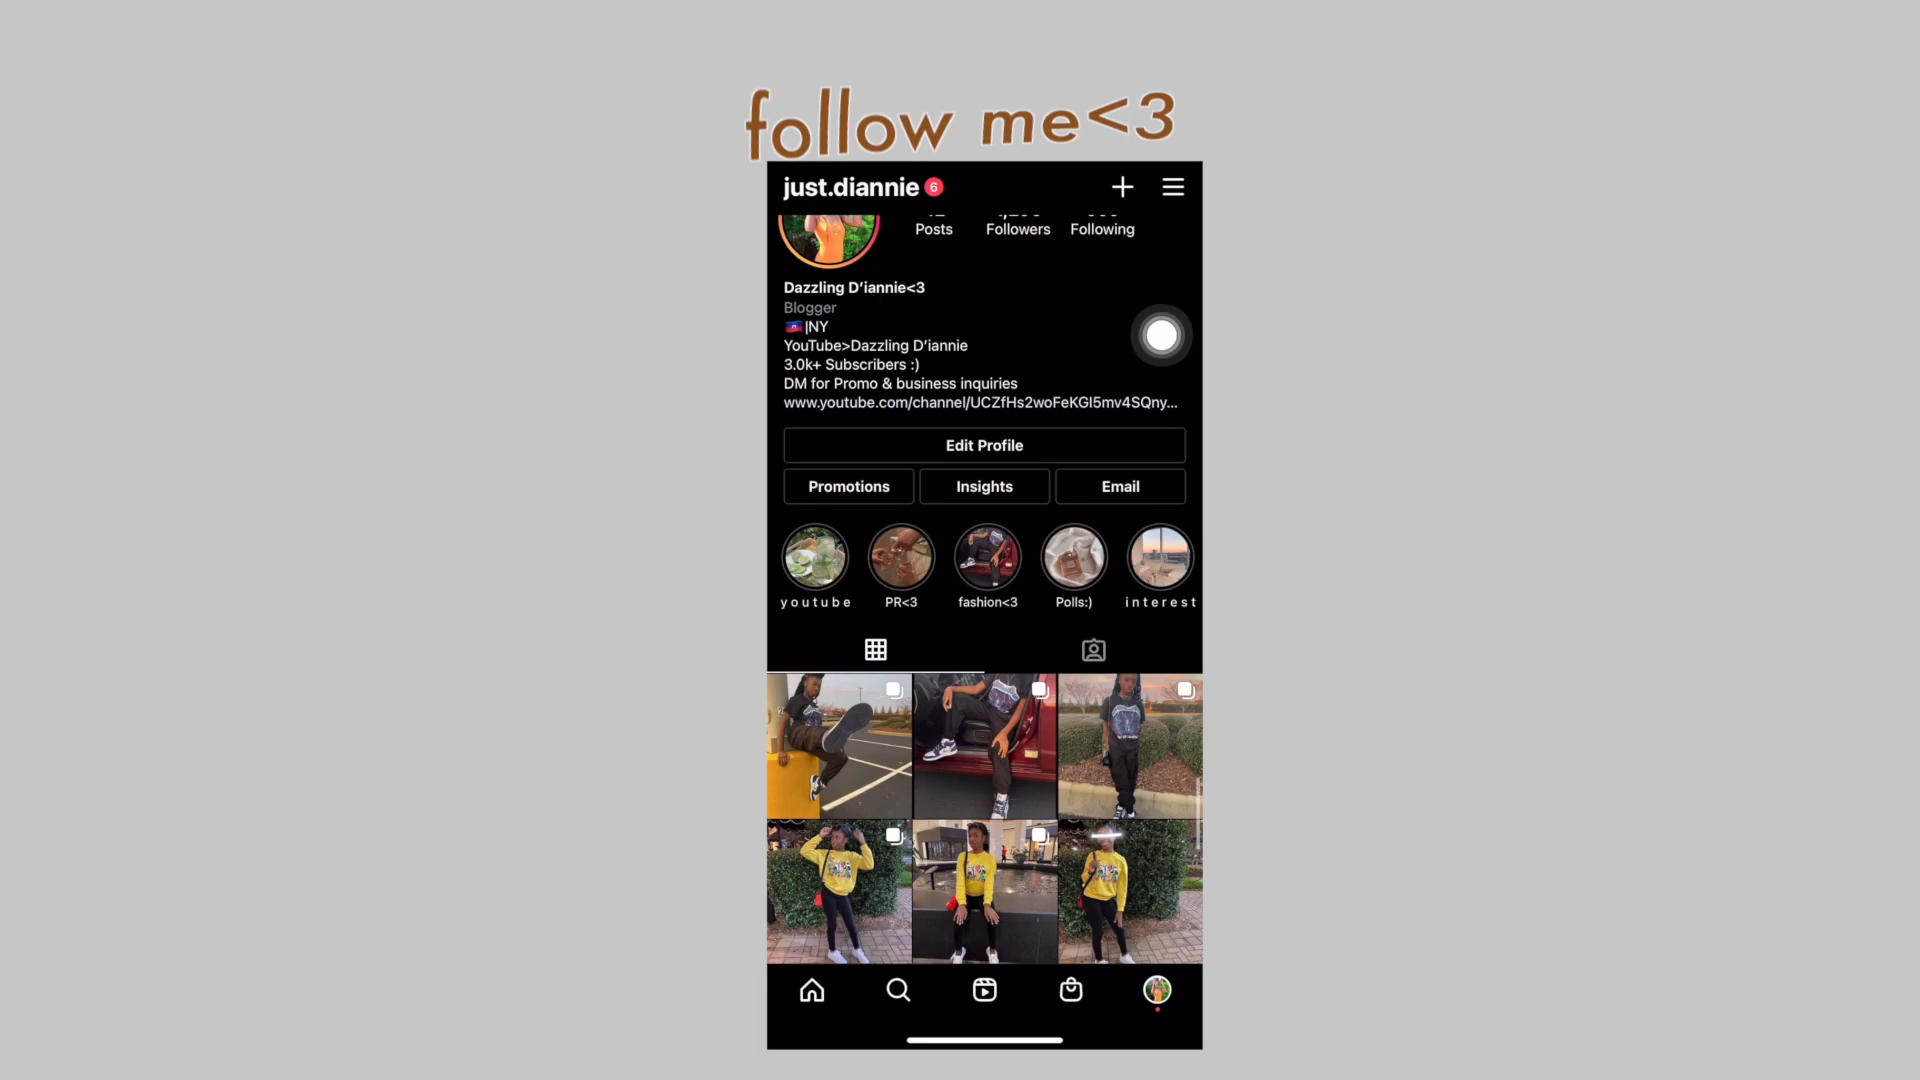 follow me<3
just.diannie 6
Posts Followers Following
Dazzling D’iannie<3
Blogger
🇭🇹|NY
YouTube>Dazzling D’iannie
3.0k+ Subscribers :)
DM for Promo & business inquiries
www.youtube.com/channel/UCZfHs2woFeKGI5mv4SQny...
Edit Profile
Promotions Insights Email
y o u t u b e PR<3 fashion<3 Polls:) i n t e r e s t